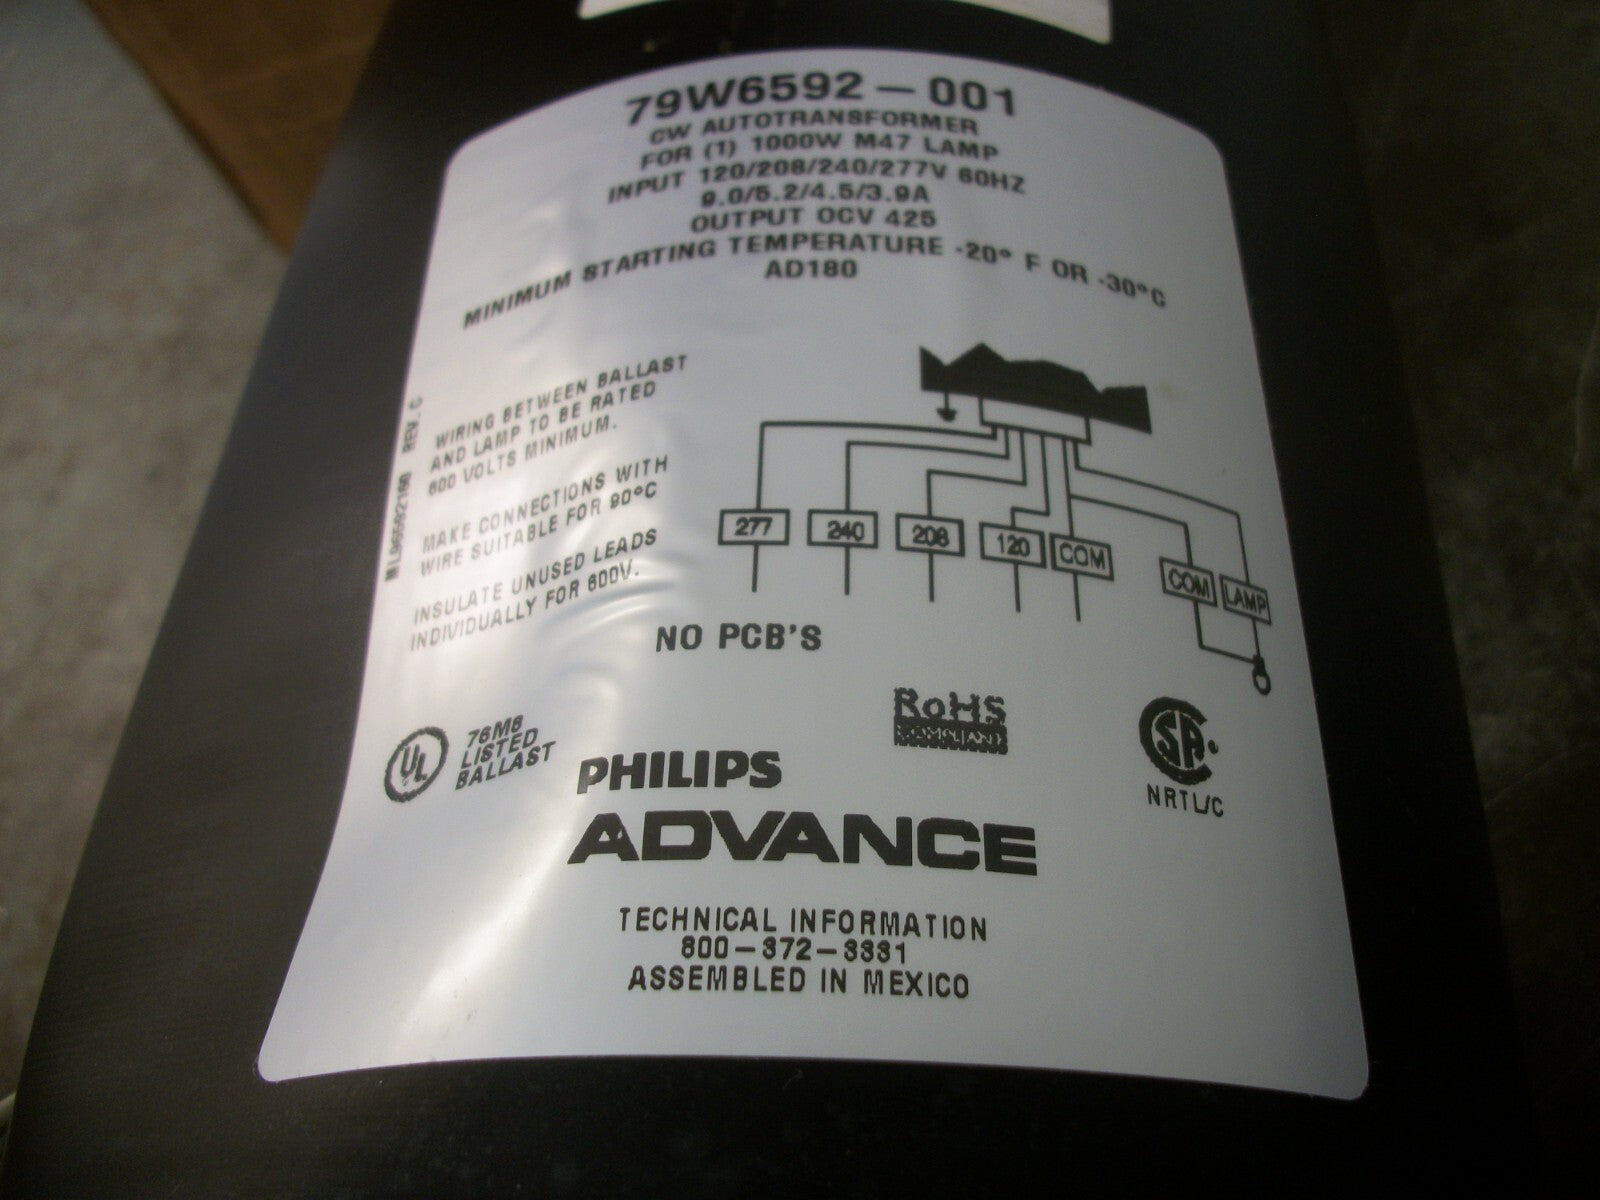 79W6592-001
CW AUTOTRANSFORMER
FOR (1) 1000W M47 LAMP
INPUT 120/208/240/277V 60HZ
9.0/5.2/4.5/3.9A
OUTPUT OCV 425
MINIMUM STARTING TEMPERATURE -20° F OR -30°C
AD180
REV. C
WIRING BETWEEN BALLAST
AND LAMP TO BE RATED
600 VOLTS MINIMUM.
MAKE CONNECTIONS WITH
WIRE SUITABLE FOR 90°C
INSULATE UNUSED LEADS
INDIVIDUALLY FOR 600V.
277
240
208
120
COM
COM
LAMP
NO PCB'S
UL
76M8
LISTED
BALLAST
RoHS
COMPLIANT
SA®
NRTL/C
PHILIPS
ADVANCE
TECHNICAL INFORMATION
800-372-3331
ASSEMBLED IN MEXICO